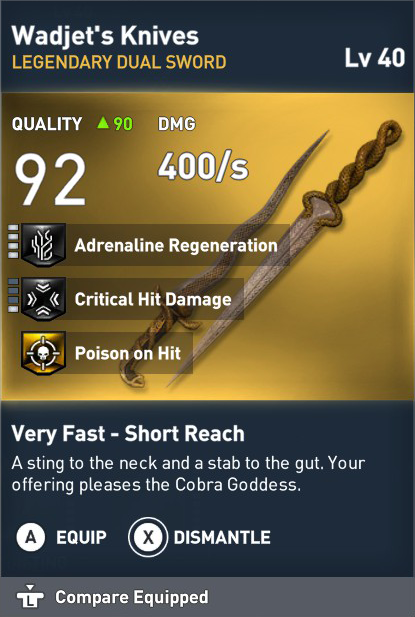 Wadjet's Knives
LEGENDARY DUAL SWORD
Lv 40
QUALITY ▲90 DMG
92 400/s
Adrenaline Regeneration
Critical Hit Damage
Poison on Hit
Very Fast - Short Reach
A sting to the neck and a stab to the gut. Your
offering pleases the Cobra Goddess.
A EQUIP X DISMANTLE
L Compare Equipped